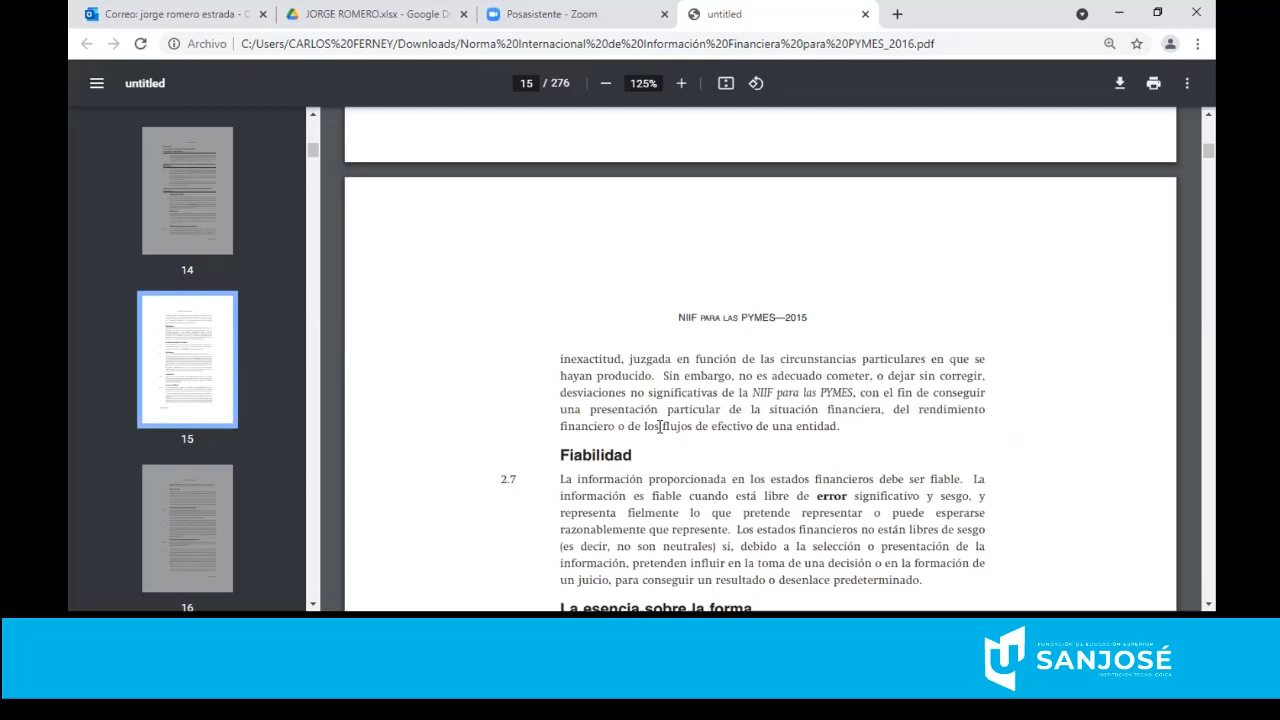 Correo: jorge romero estrada - C
JORGE ROMERO.xlsx - Google D
Posasistente - Zoom
untitled
Archivo
C:/Users/CARLOS%20FERNEY/Downloads/Norma%20Internacional%20de%20Información%20Financiera%20para%20PYMES_2016.pdf
untitled
15 / 276
125%
14
15
16
NIIF PARA LAS PYMES—2015
inexactitud, juzgada en función de las circunstancias particulares en que se
hayan producido. Sin embargo, no es adecuado cometer, o dejar sin corregir,
desviaciones no significativas de la NIIF para las PYMES, con el fin de conseguir
una presentación particular de la situación financiera, del rendimiento
financiero o de los flujos de efectivo de una entidad.
Fiabilidad
2.7 La información proporcionada en los estados financieros debe ser fiable. La
información es fiable cuando está libre de error significativo y sesgo, y
representa fielmente lo que pretende representar o puede esperarse
razonablemente que represente. Los estados financieros no están libres de sesgo
(es decir, no son neutrales) si, debido a la selección o presentación de la
información, pretenden influir en la toma de una decisión o en la formación de
un juicio, para conseguir un resultado o desenlace predeterminado.
La esencia sobre la forma
FUNDACIÓN DE EDUCACIÓN SUPERIOR
SANJOSÉ
INSTITUCIÓN TECNOLÓGICA